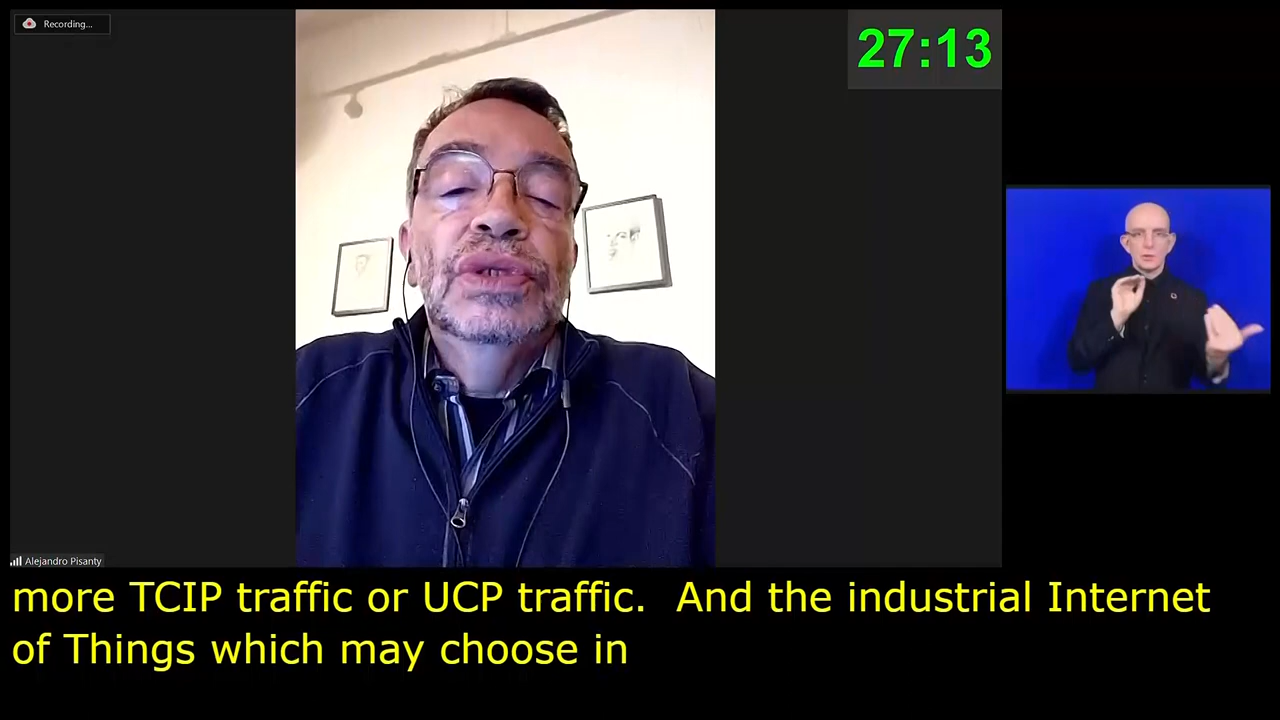 Recording...
27:13
Alejandro Pisanty
more TCIP traffic or UCP traffic.  And the industrial Internet
of Things which may choose in